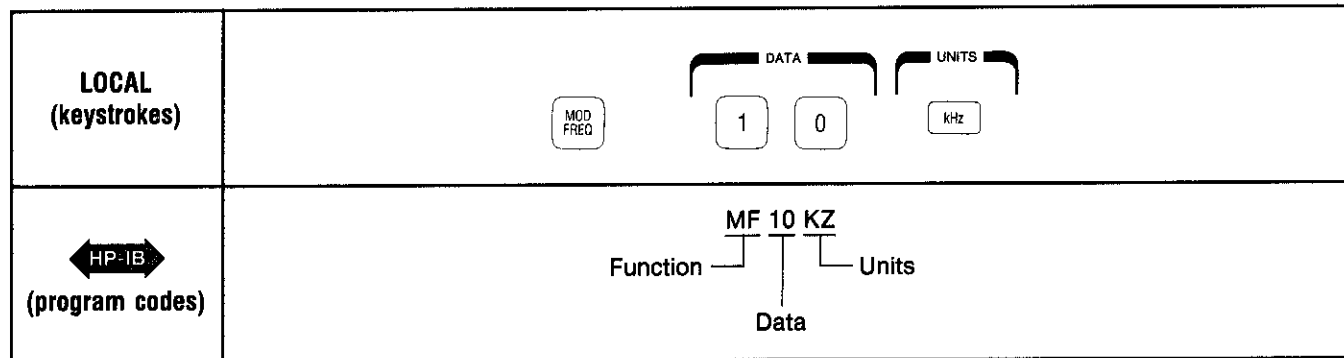 LOCAL
(keystrokes)
DATA
UNITS
MOD
FREQ
1
0
kHz
HP-IB
(program codes)
MF 10 KZ
Function
Units
Data